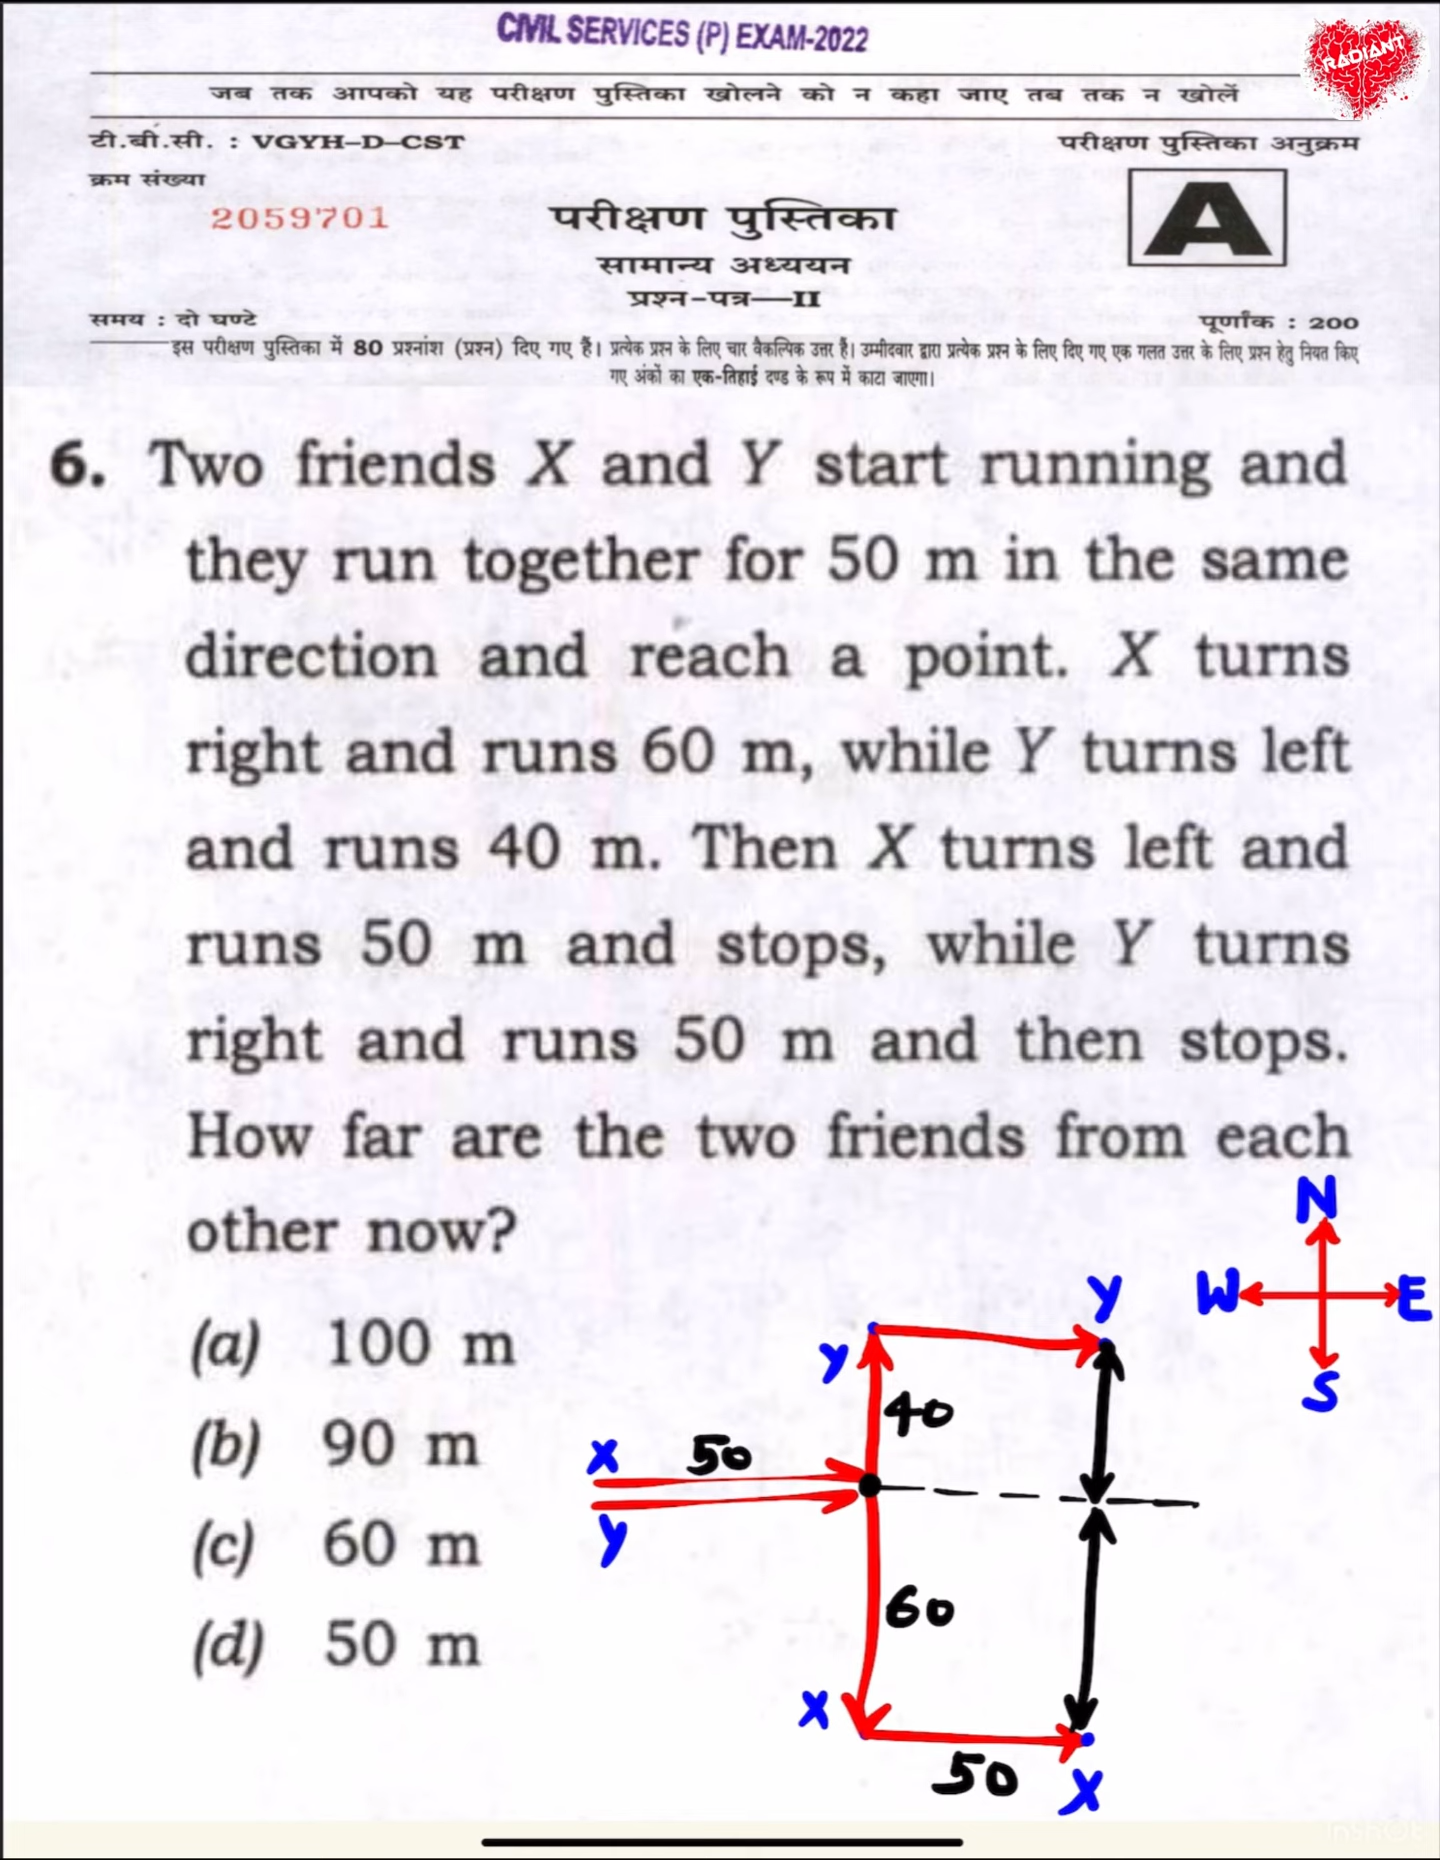 CIVIL SERVICES (P) EXAM-2022
RADIANT
जब तक आपको यह परीक्षण पुस्तिका खोलने को न कहा जाए तब तक न खोलें
टी.बी.सी. : VGYH-D-CST
परीक्षण पुस्तिका अनुक्रम
क्रम संख्या
2059701
परीक्षण पुस्तिका
A
सामान्य अध्ययन
प्रश्न-पत्र—II
समय : दो घण्टे
पूर्णांक : 200
इस परीक्षण पुस्तिका में 80 प्रश्नांश (प्रश्न) दिए गए हैं। प्रत्येक प्रश्न के लिए चार वैकल्पिक उत्तर हैं। उम्मीदवार द्वारा प्रत्येक प्रश्न के लिए दिए गए एक गलत उत्तर के लिए प्रश्न हेतु नियत किए
गए अंकों का एक-तिहाई दण्ड के रूप में काटा जाएगा।
6. Two friends X and Y start running and
they run together for 50 m in the same
direction and reach a point. X turns
right and runs 60 m, while Y turns left
and runs 40 m. Then X turns left and
runs 50 m and stops, while Y turns
right and runs 50 m and then stops.
How far are the two friends from each
other now?
(a) 100 m
(b) 90 m
(c) 60 m
(d) 50 m
N
W E
S
Y
Y
40
X 50
Y
60
X
50 X
InShOt